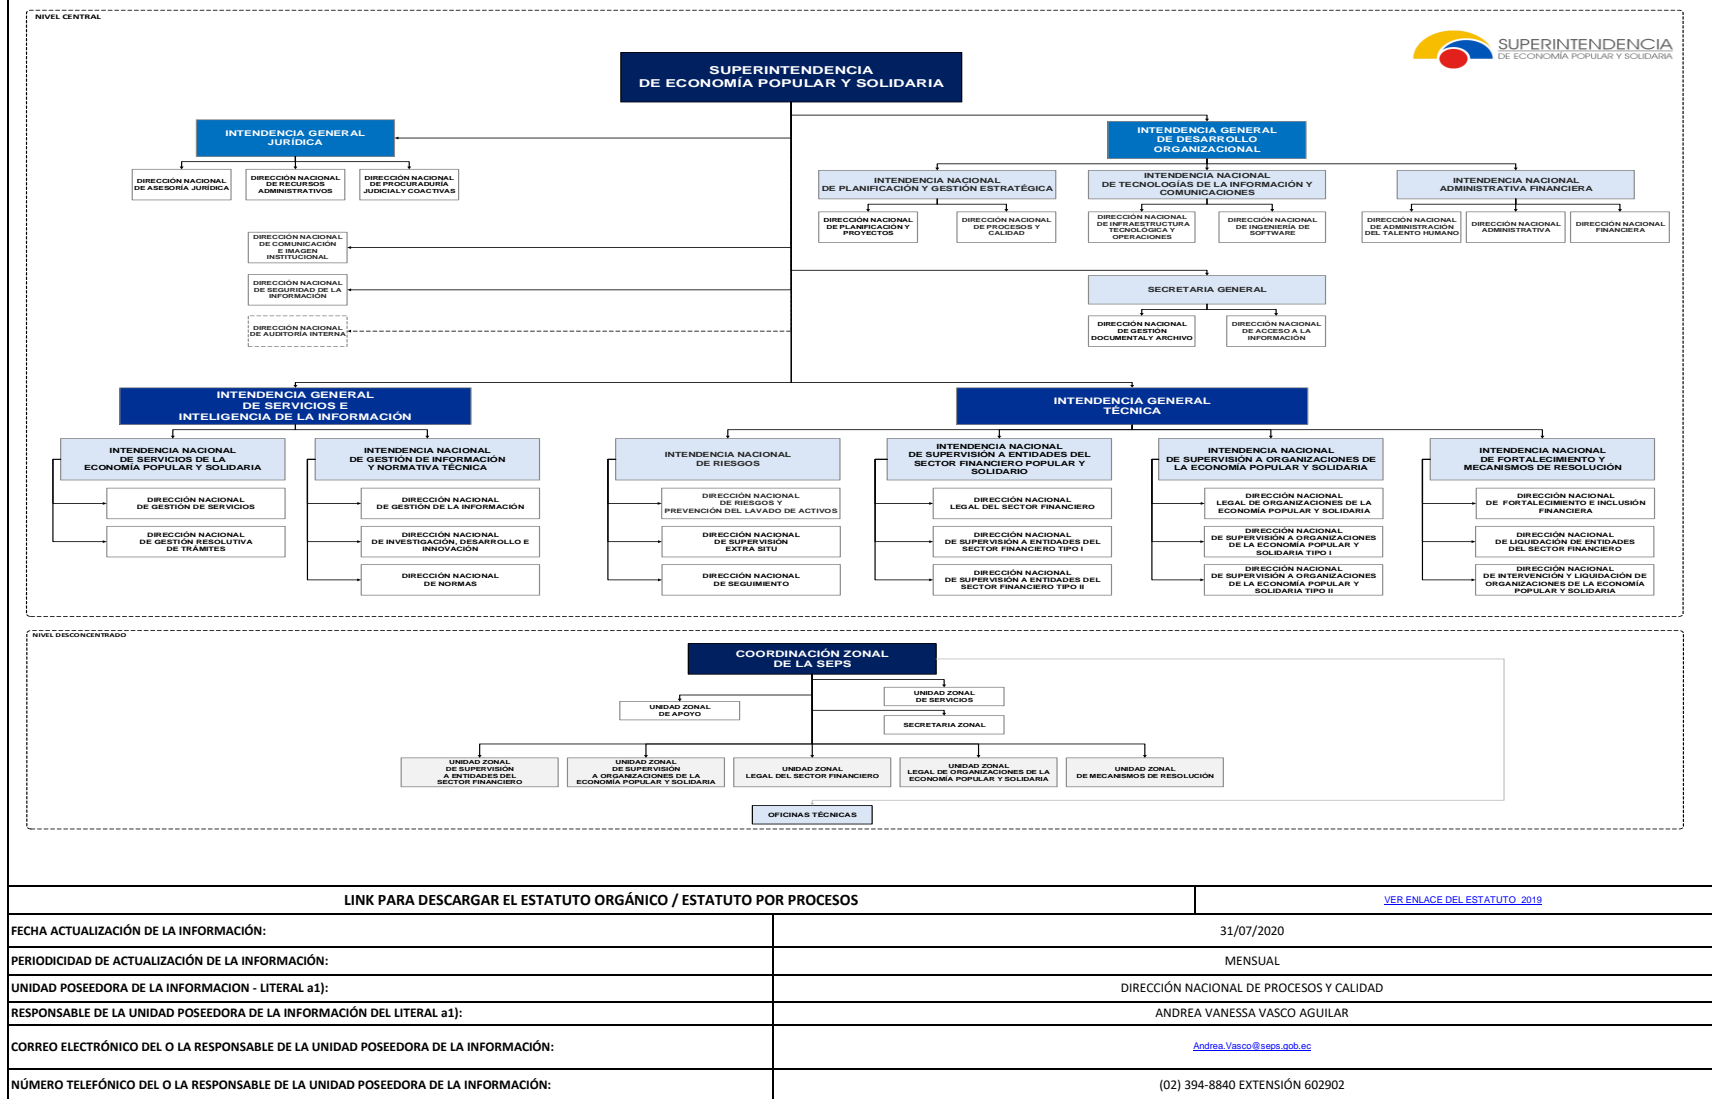 NIVEL CENTRAL
SUPERINTENDENCIA
DE ECONOMÍA POPULAR Y SOLIDARIA
SUPERINTENDENCIA
DE ECONOMÍA POPULAR Y SOLIDARIA
INTENDENCIA GENERAL
JURÍDICA
INTENDENCIA GENERAL
DE DESARROLLO
ORGANIZACIONAL
DIRECCIÓN NACIONAL
DE ASESORÍA JURÍDICA
DIRECCIÓN NACIONAL
DE RECURSOS
ADMINISTRATIVOS
DIRECCIÓN NACIONAL
DE PROCURADURÍA
JUDICIAL Y COACTIVAS
INTENDENCIA NACIONAL
DE PLANIFICACIÓN Y GESTIÓN ESTRATÉGICA
INTENDENCIA NACIONAL
DE TECNOLOGÍAS DE LA INFORMACIÓN Y
COMUNICACIONES
INTENDENCIA NACIONAL
ADMINISTRATIVA FINANCIERA
DIRECCIÓN NACIONAL
DE PLANIFICACIÓN Y
PROYECTOS
DIRECCIÓN NACIONAL
DE PROCESOS Y
CALIDAD
DIRECCIÓN NACIONAL
DE INFRAESTRUCTURA
TECNOLÓGICA Y
OPERACIONES
DIRECCIÓN NACIONAL
DE INGENIERÍA DE
SOFTWARE
DIRECCIÓN NACIONAL
DE ADMINISTRACIÓN
DEL TALENTO HUMANO
DIRECCIÓN NACIONAL
ADMINISTRATIVA
DIRECCIÓN NACIONAL
FINANCIERA
DIRECCIÓN NACIONAL
DE COMUNICACIÓN
E IMAGEN
INSTITUCIONAL
DIRECCIÓN NACIONAL
DE SEGURIDAD DE LA
INFORMACIÓN
DIRECCIÓN NACIONAL
DE AUDITORÍA INTERNA
SECRETARIA GENERAL
DIRECCIÓN NACIONAL
DE GESTIÓN
DOCUMENTAL Y ARCHIVO
DIRECCIÓN NACIONAL
DE ACCESO A LA
INFORMACIÓN
INTENDENCIA GENERAL
DE SERVICIOS E
INTELIGENCIA DE LA INFORMACIÓN
INTENDENCIA GENERAL
TÉCNICA
INTENDENCIA NACIONAL
DE SERVICIOS DE LA
ECONOMÍA POPULAR Y SOLIDARIA
INTENDENCIA NACIONAL
DE GESTIÓN DE INFORMACIÓN
Y NORMATIVA TÉCNICA
INTENDENCIA NACIONAL
DE RIESGOS
INTENDENCIA NACIONAL
DE SUPERVISIÓN A ENTIDADES DEL
SECTOR FINANCIERO POPULAR Y
SOLIDARIO
INTENDENCIA NACIONAL
DE SUPERVISIÓN A ORGANIZACIONES DE
LA ECONOMÍA POPULAR Y SOLIDARIA
INTENDENCIA NACIONAL
DE FORTALECIMIENTO Y
MECANISMOS DE RESOLUCIÓN
DIRECCIÓN NACIONAL
DE GESTIÓN DE SERVICIOS
DIRECCIÓN NACIONAL
DE GESTIÓN RESOLUTIVA
DE TRÁMITES
DIRECCIÓN NACIONAL
DE GESTIÓN DE LA INFORMACIÓN
DIRECCIÓN NACIONAL
DE INVESTIGACIÓN, DESARROLLO E
INNOVACIÓN
DIRECCIÓN NACIONAL
DE NORMAS
DIRECCIÓN NACIONAL
DE RIESGOS Y
PREVENCIÓN DEL LAVADO DE ACTIVOS
DIRECCIÓN NACIONAL
DE SUPERVISIÓN
EXTRA SITU
DIRECCIÓN NACIONAL
DE SEGUIMIENTO
DIRECCIÓN NACIONAL
LEGAL DEL SECTOR FINANCIERO
DIRECCIÓN NACIONAL
DE SUPERVISIÓN A ENTIDADES DEL
SECTOR FINANCIERO TIPO I
DIRECCIÓN NACIONAL
DE SUPERVISIÓN A ENTIDADES DEL
SECTOR FINANCIERO TIPO II
DIRECCIÓN NACIONAL
LEGAL DE ORGANIZACIONES DE LA
ECONOMÍA POPULAR Y SOLIDARIA
DIRECCIÓN NACIONAL
DE SUPERVISIÓN A ORGANIZACIONES
DE LA ECONOMÍA POPULAR Y
SOLIDARIA TIPO I
DIRECCIÓN NACIONAL
DE SUPERVISIÓN A ORGANIZACIONES
DE LA ECONOMÍA POPULAR Y
SOLIDARIA TIPO II
DIRECCIÓN NACIONAL
DE FORTALECIMIENTO E INCLUSIÓN
FINANCIERA
DIRECCIÓN NACIONAL
DE LIQUIDACIÓN DE ENTIDADES
DEL SECTOR FINANCIERO
DIRECCIÓN NACIONAL
DE INTERVENCIÓN Y LIQUIDACIÓN DE
ORGANIZACIONES DE LA ECONOMÍA
POPULAR Y SOLIDARIA
NIVEL DESCONCENTRADO
COORDINACIÓN ZONAL
DE LA SEPS
UNIDAD ZONAL
DE APOYO
UNIDAD ZONAL
DE SERVICIOS
SECRETARIA ZONAL
UNIDAD ZONAL
DE SUPERVISIÓN
A ENTIDADES DEL
SECTOR FINANCIERO
UNIDAD ZONAL
DE SUPERVISIÓN
A ORGANIZACIONES DE LA
ECONOMÍA POPULAR Y SOLIDARIA
UNIDAD ZONAL
LEGAL DEL SECTOR FINANCIERO
UNIDAD ZONAL
LEGAL DE ORGANIZACIONES DE LA
ECONOMÍA POPULAR Y SOLIDARIA
UNIDAD ZONAL
DE MECANISMOS DE RESOLUCIÓN
OFICINAS TÉCNICAS
LINK PARA DESCARGAR EL ESTATUTO ORGÁNICO / ESTATUTO POR PROCESOS
VER ENLACE DEL ESTATUTO 2019
FECHA ACTUALIZACIÓN DE LA INFORMACIÓN:
31/07/2020
PERIODICIDAD DE ACTUALIZACIÓN DE LA INFORMACIÓN:
MENSUAL
UNIDAD POSEEDORA DE LA INFORMACION - LITERAL a1):
DIRECCIÓN NACIONAL DE PROCESOS Y CALIDAD
RESPONSABLE DE LA UNIDAD POSEEDORA DE LA INFORMACIÓN DEL LITERAL a1):
ANDREA VANESSA VASCO AGUILAR
CORREO ELECTRÓNICO DEL O LA RESPONSABLE DE LA UNIDAD POSEEDORA DE LA INFORMACIÓN:
Andrea.Vasco@seps.gob.ec
NÚMERO TELEFÓNICO DEL O LA RESPONSABLE DE LA UNIDAD POSEEDORA DE LA INFORMACIÓN:
(02) 394-8840 EXTENSIÓN 602902